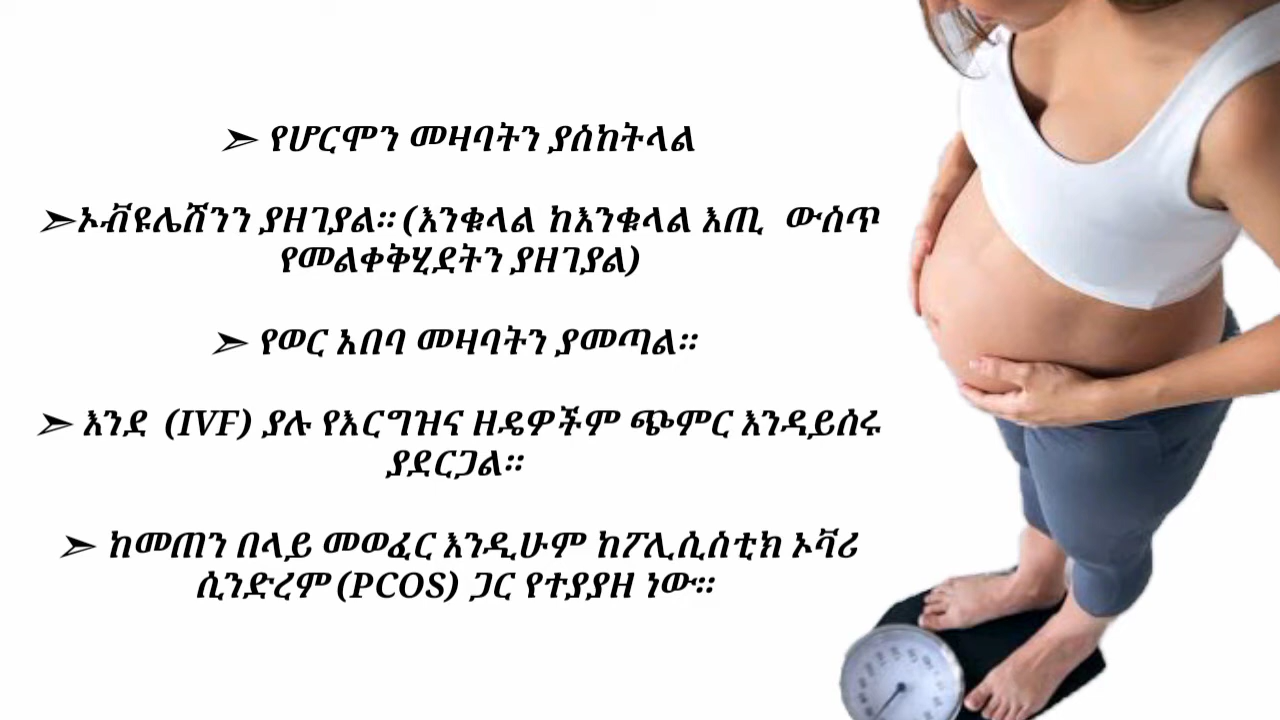 ➣ የሆርሞን መዛባትን ያሰከትላል
➣ኦቭዩሌሽንን ያዘገያል። (እንቁላል ከእንቁላል እጢ ውሰጥ
የመልቀቅሂደትን ያዘገያል)
➣ የወር አበባ መዛባትን ያመጣል።
➣ እንደ (IVF) ያሉ የእርግዝና ዘዴዎችም ጭምር እንዳይሰሩ
ያደርጋል።
➣ ከመጠን በላይ መወፈር እንዲሁም ከፖሊሲስቲክ ኦቫሪ
ሲንድረም (PCOS) ጋር የተያያዘ ነው።